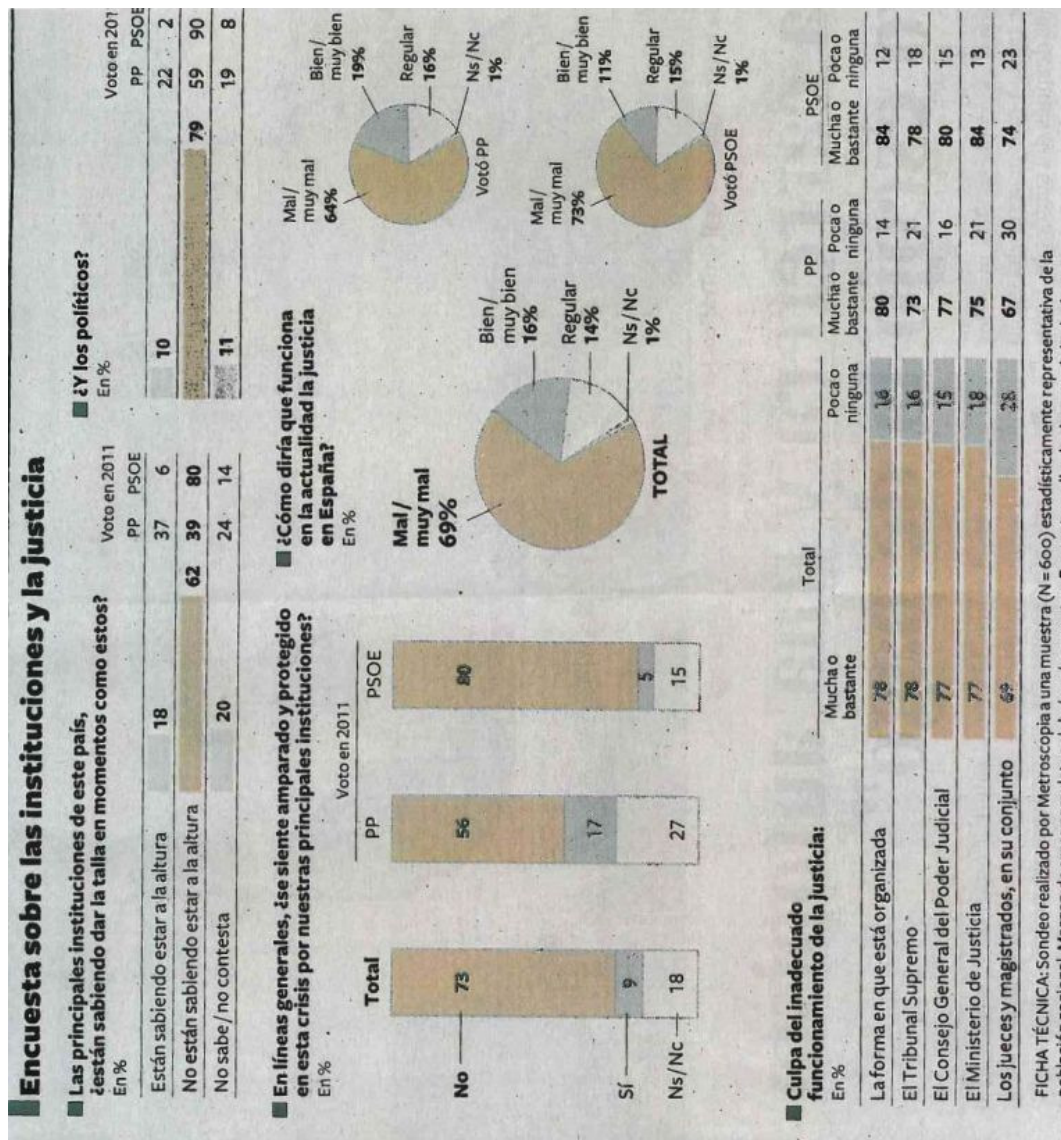 Encuesta sobre las instituciones y la justicia
Las principales instituciones de este país,
¿están sabiendo dar la talla en momentos como estos?
En %
Voto en 2011
PP PSOE
Están sabiendo estar a la altura 18 37 6
No están sabiendo estar a la altura 62 39 80
No sabe/no contesta 20 24 14
¿Y los políticos?
En %
Voto en 201
PP PSOE
10 22 2
79 59 90
11 19 8
En líneas generales, ¿se siente amparado y protegido
en esta crisis por nuestras principales instituciones?
En %
Voto en 2011
Total PP PSOE
No 73 56 80
Sí 9 17 5
Ns/Nc 18 27 15
¿Cómo diría que funciona
en la actualidad la justicia
en España?
En %
Mal/
muy mal
69%
Bien/
muy bien
16%
Regular
14%
Ns/Nc
1%
TOTAL
Mal/
muy mal
64%
Bien/
muy bien
19%
Regular
16%
Ns/Nc
1%
Votó PP
Mal/
muy mal
73%
Bien/
muy bien
11%
Regular
15%
Ns/Nc
1%
Votó PSOE
Culpa del inadecuado
funcionamiento de la justicia:
En %
Total PP PSOE
Mucha o bastante Poca o ninguna Mucha o bastante Poca o ninguna Mucha o bastante Poca o ninguna
La forma en que está organizada 78 16 80 14 84 12
El Tribunal Supremo 78 16 73 21 78 18
El Consejo General del Poder Judicial 77 15 77 16 80 15
El Ministerio de Justicia 77 18 75 21 84 13
Los jueces y magistrados, en su conjunto 69 28 67 30 74 23
FICHA TÉCNICA: Sondeo realizado por Metroscopia a una muestra (N = 600) estadísticamente representativa de la